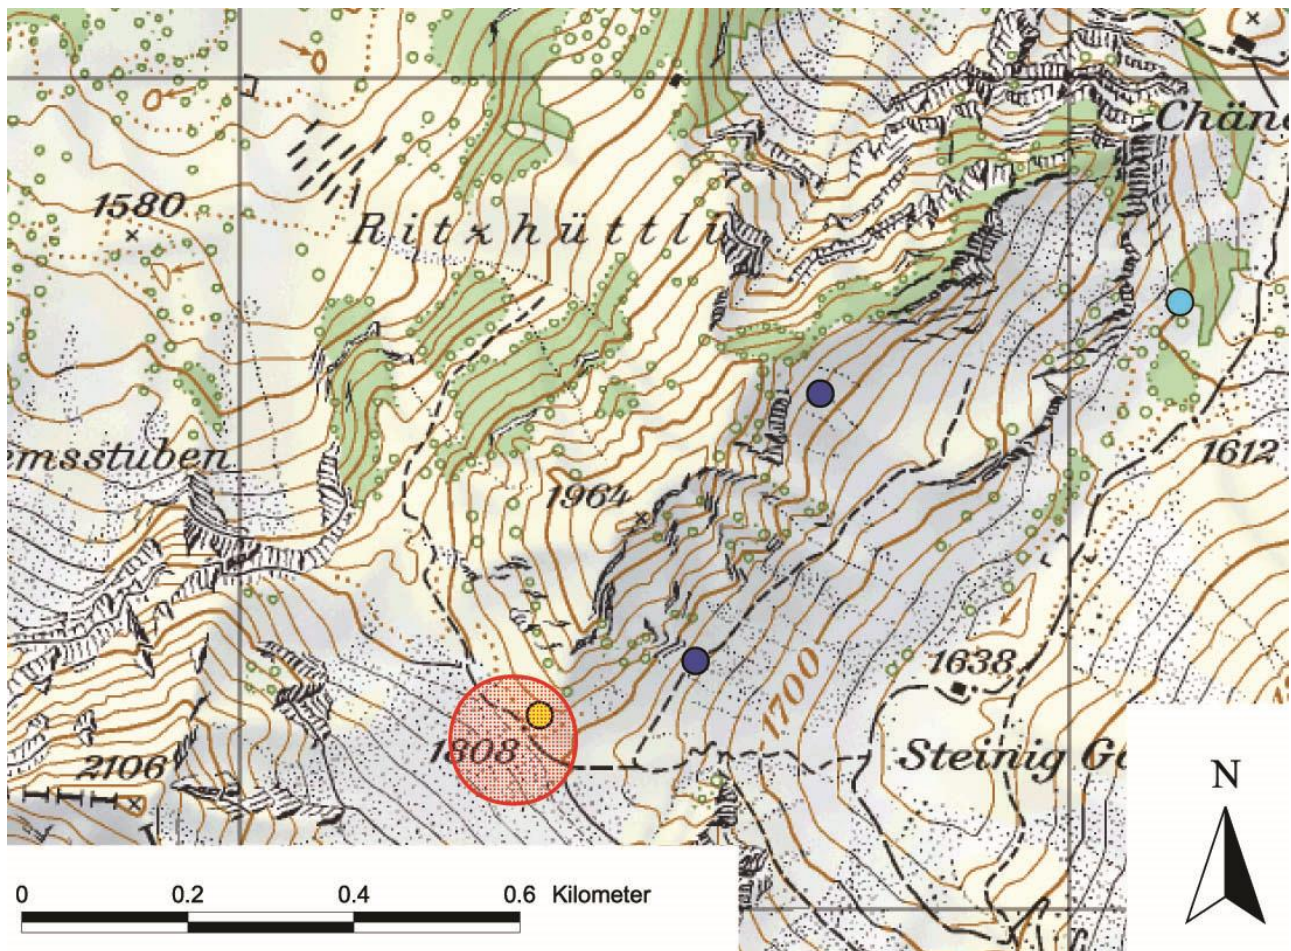 Chäne
1580
Ritzhüttli
emsstuben
1964
1612
1700
1638
1808
2106
Steinig Ga
N
0 0.2 0.4 0.6 Kilometer